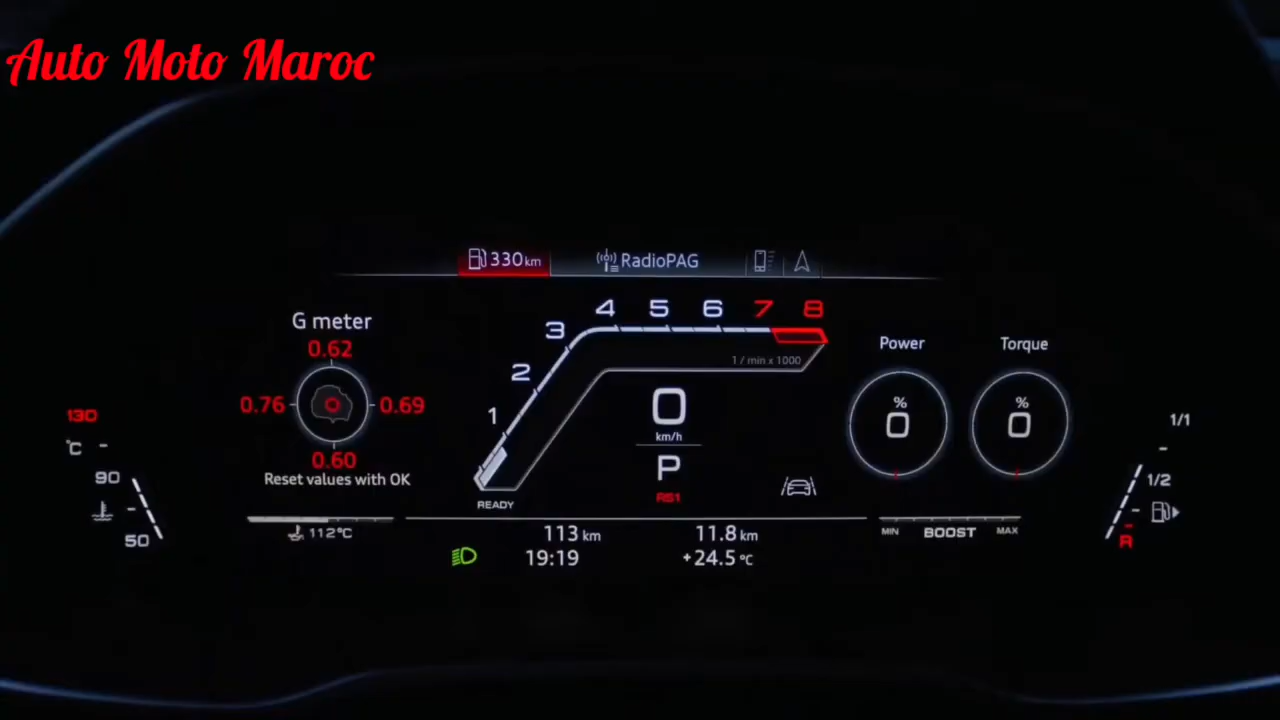 Auto Moto Maroc
330 km
RadioPAG
G meter
0.62
0.76
0.69
0.60
Reset values with OK
112°C
130
°C
90
50
1
2
3
4
5
6
7
8
1 / min x 1000
0
km/h
P
RS1
READY
113 km
11.8 km
19:19
+24.5 °C
Power
%
0
Torque
%
0
MIN
BOOST
MAX
1/1
1/2
R